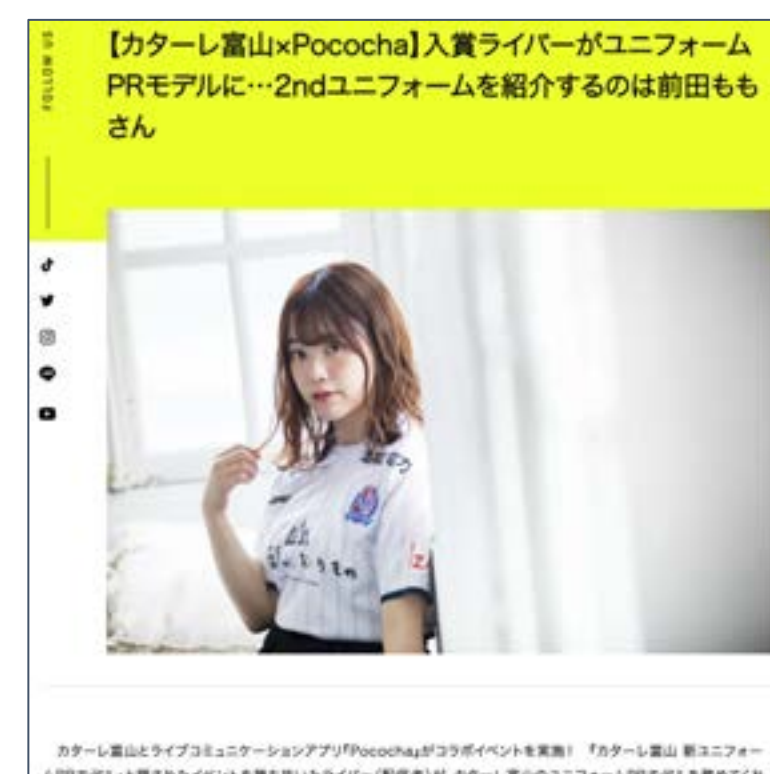 FOLLOW US
【カターレ富山×Pococha】入賞ライバーがユニフォーム
PRモデルに…2ndユニフォームを紹介するのは前田もも
さん
カターレ富山とライブコミュニケーションアプリ『Pococha』がコラボイベントを実施! 『カターレ富山 新ユニフォー